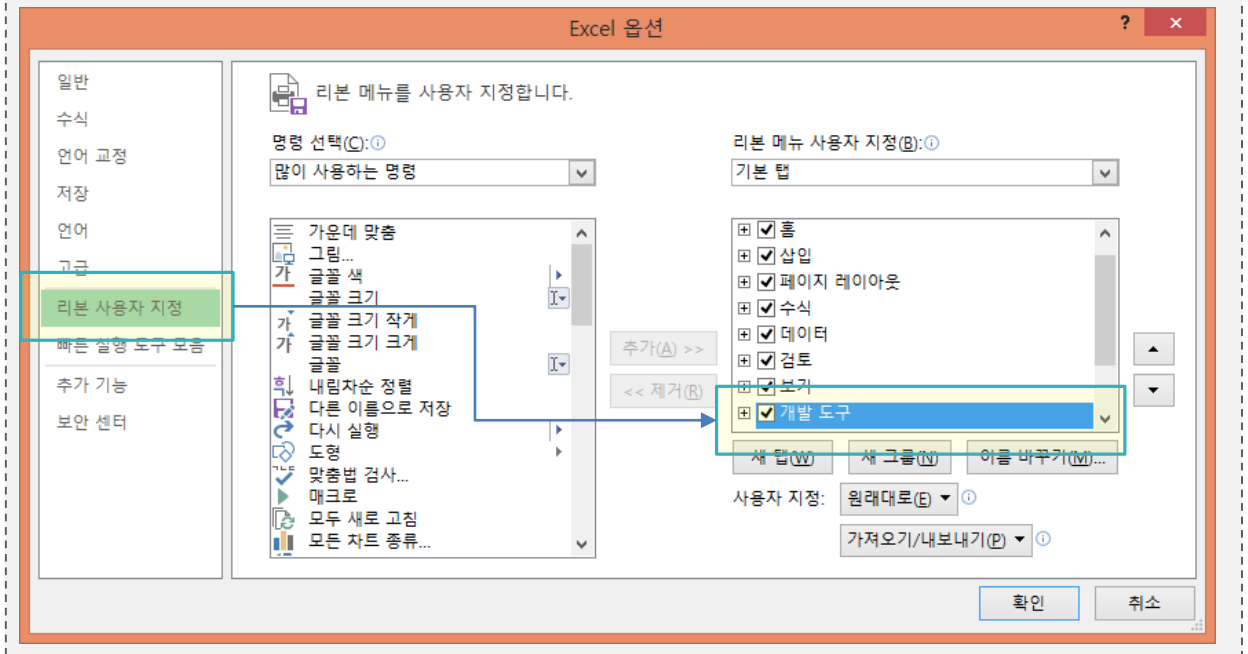 Excel 옵션
?
일반
수식
언어 교정
저장
언어
고급
리본 사용자 지정
빠른 실행 도구 모음
추가 기능
보안 센터
리본 메뉴를 사용자 지정합니다.
명령 선택(C):
많이 사용하는 명령
가운데 맞춤
그림...
글꼴 색
글꼴 크기
글꼴 크기 작게
글꼴 크기 크게
글꼴
내림차순 정렬
다른 이름으로 저장
다시 실행
도형
맞춤법 검사...
매크로
모두 새로 고침
모든 차트 종류...
추가(A) >>
<< 제거(R)
리본 메뉴 사용자 지정(B):
기본 탭
홈
삽입
페이지 레이아웃
수식
데이터
검토
보기
개발 도구
새 탭(W)
새 그룹(N)
이름 바꾸기(M)...
사용자 지정:
원래대로(E)
가져오기/내보내기(P)
확인
취소